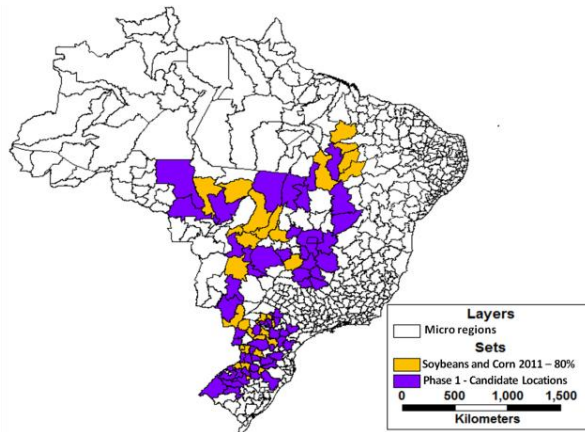 Layers
Micro regions
Sets
Soybeans and Corn 2011 – 80%
Phase 1 - Candidate Locations
0 500 1,000 1,500
Kilometers